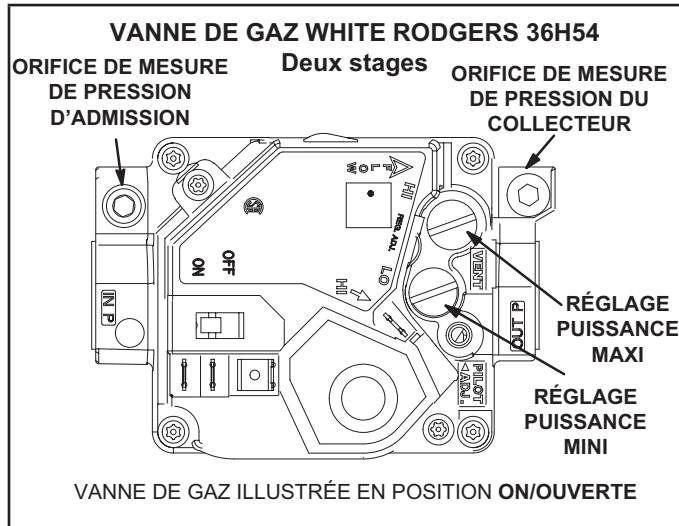 VANNE DE GAZ WHITE RODGERS 36H54
Deux stages
ORIFICE DE MESURE
DE PRESSION
D'ADMISSION
ORIFICE DE MESURE
DE PRESSION DU
COLLECTEUR
FLOW
HI
REG. ADJ.
LO
HI
VENT
OFF
ON
IN P
OUT P
PILOT
ADJ.
RÉGLAGE
PUISSANCE
MAXI
RÉGLAGE
PUISSANCE
MINI
VANNE DE GAZ ILLUSTRÉE EN POSITION ON/OUVERTE